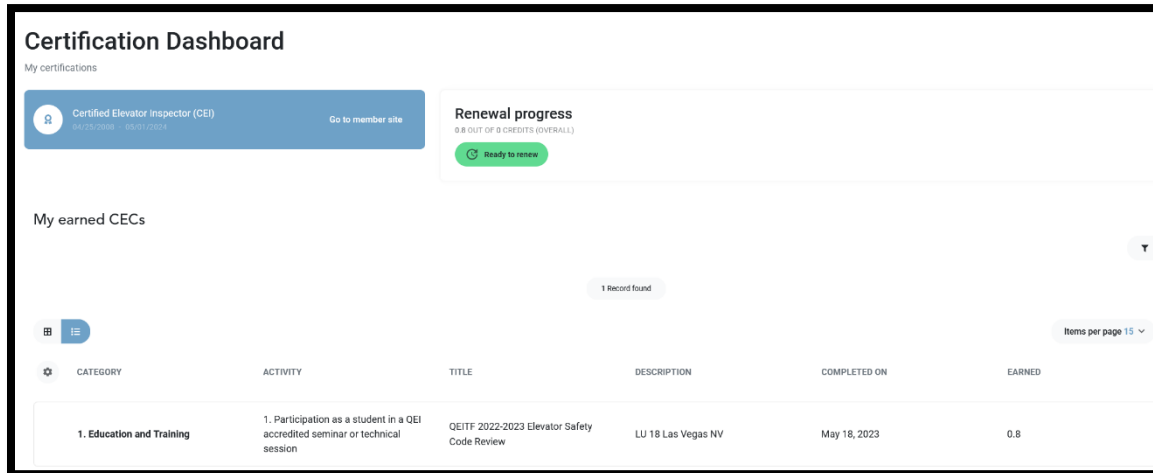 Certification Dashboard
My certifications
Certified Elevator Inspector (CEI)
04/25/2008 - 05/01/2024
Go to member site
Renewal progress
0.8 OUT OF 0 CREDITS (OVERALL)
Ready to renew
My earned CECs
1 Record found
Items per page 15
CATEGORY ACTIVITY TITLE DESCRIPTION COMPLETED ON EARNED
1. Education and Training
1. Participation as a student in a QEI
accredited seminar or technical
session
QEITF 2022-2023 Elevator Safety
Code Review
LU 18 Las Vegas NV
May 18, 2023
0.8